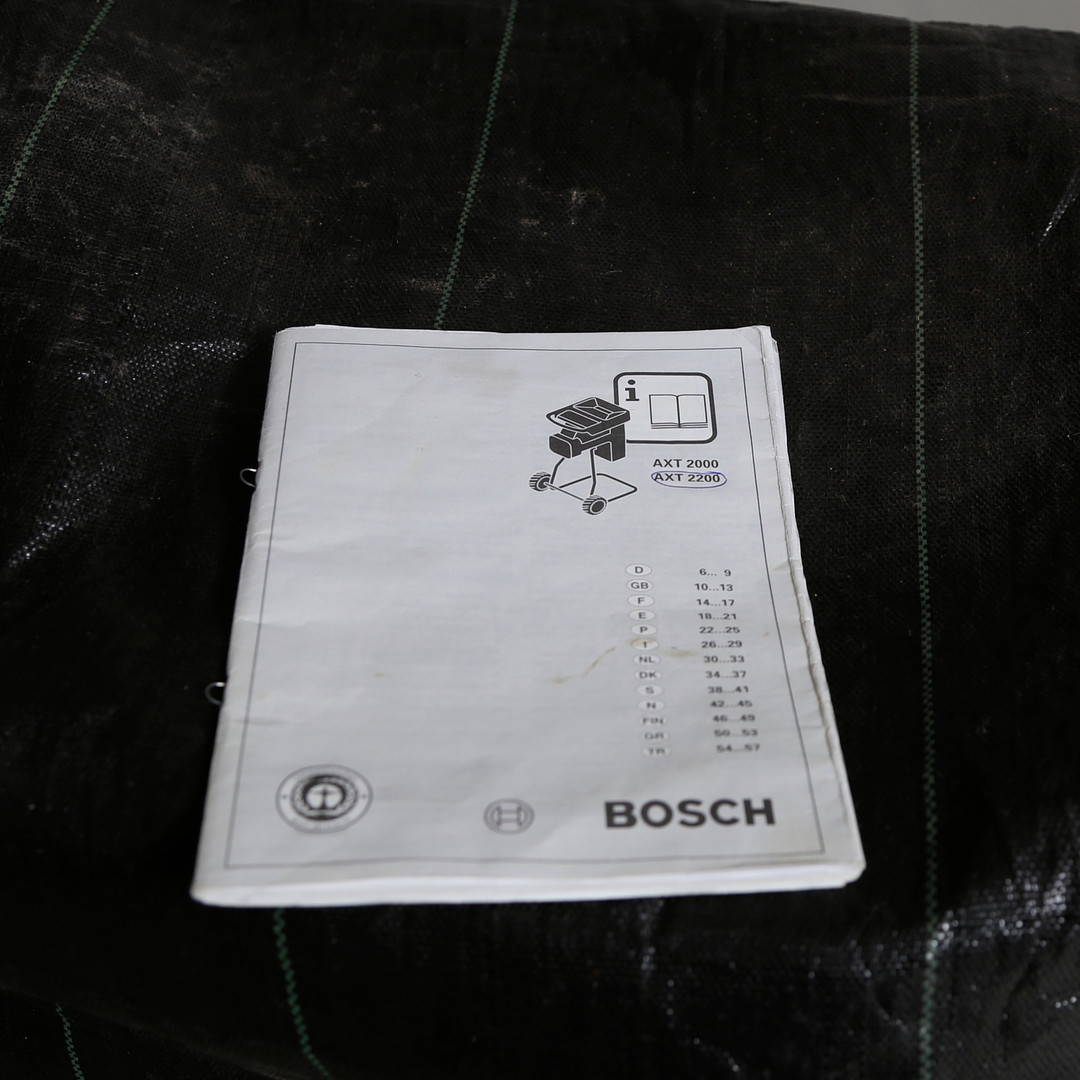 i
AXT 2000
AXT 2200
D 6... 9
GB 10...13
F 14...17
E 18...21
P 22...25
I 26...29
NL 30...33
DK 34...37
S 38...41
N 42...45
FIN 46...49
GR 50...53
TR 54...57
BOSCH